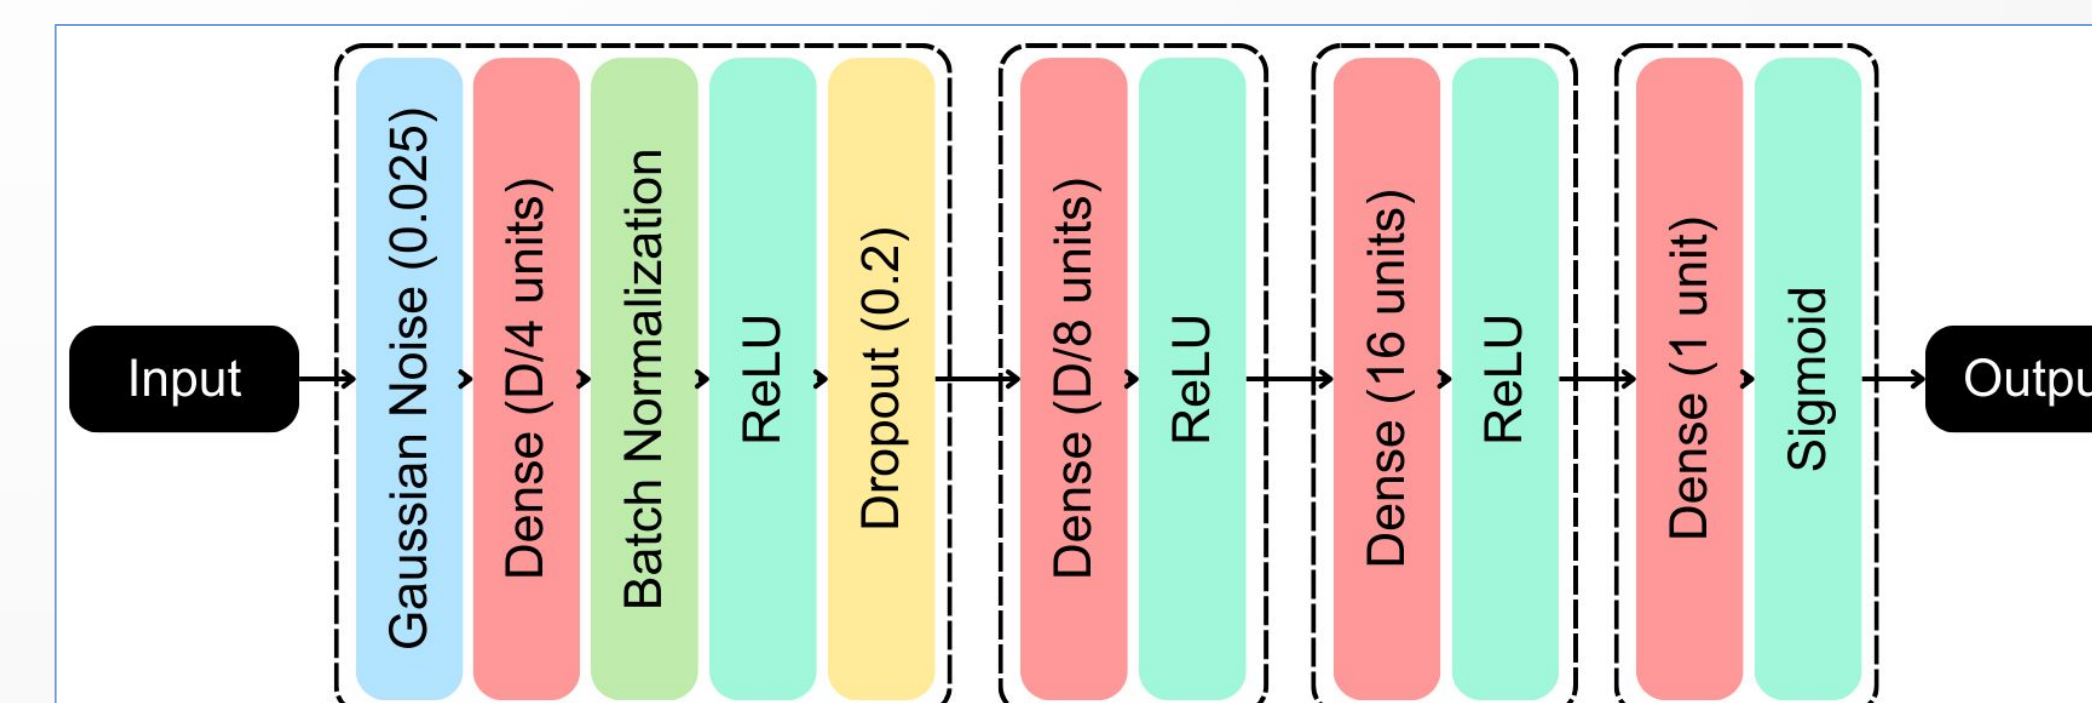 Input
Gaussian Noise (0.025)
Dense (D/4 units)
Batch Normalization
ReLU
Dropout (0.2)
Dense (D/8 units)
ReLU
Dense (16 units)
ReLU
Dense (1 unit)
Sigmoid
Outpu